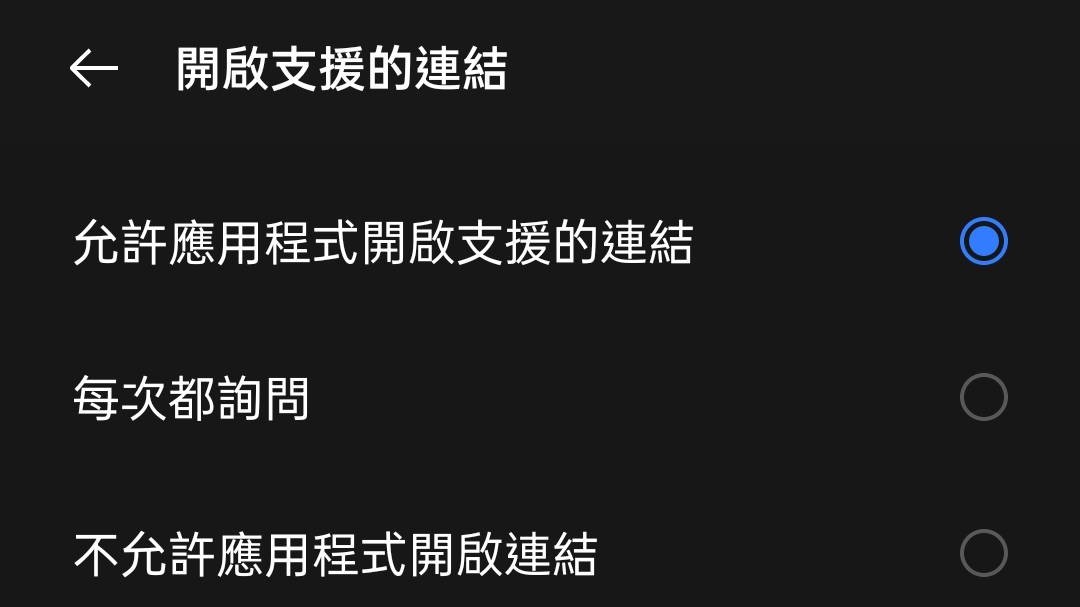 開啟支援的連結
允許應用程式開啟支援的連結
每次都詢問
不允許應用程式開啟連結